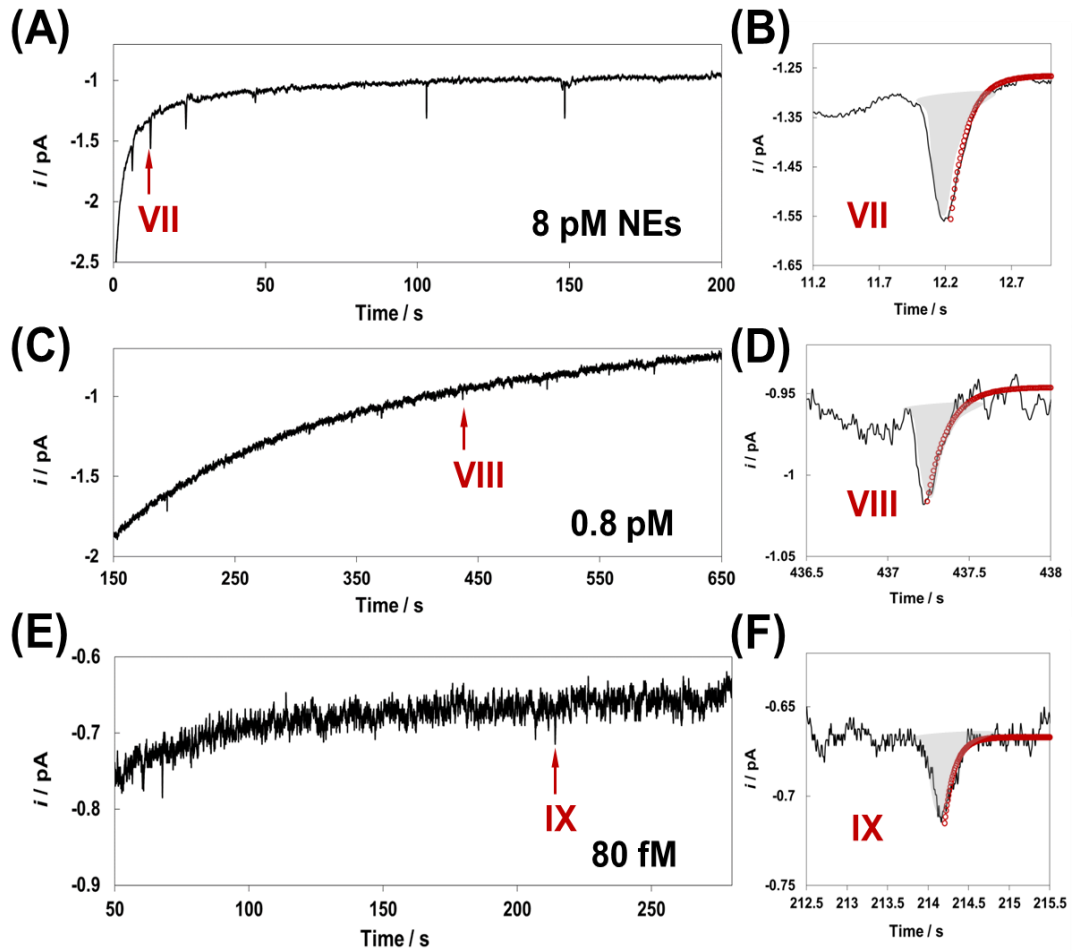 (A)
i / pA
-1
-1.5
-2
-2.5
VII
8 pM NEs
0
50
100
150
200
Time / s
(B)
i / pA
-1.25
-1.35
-1.45
-1.55
-1.65
VII
11.2
11.7
12.2
12.7
Time / s
(C)
i / pA
-1
-1.5
-2
VIII
0.8 pM
150
250
350
450
550
650
Time / s
(D)
i / pA
-0.95
-1
-1.05
VIII
436.5
437
437.5
438
Time / s
(E)
i / pA
-0.6
-0.7
-0.8
-0.9
IX
80 fM
50
100
150
200
250
Time / s
(F)
i / pA
-0.65
-0.7
-0.75
IX
212.5
213
213.5
214
214.5
215
215.5
Time / s